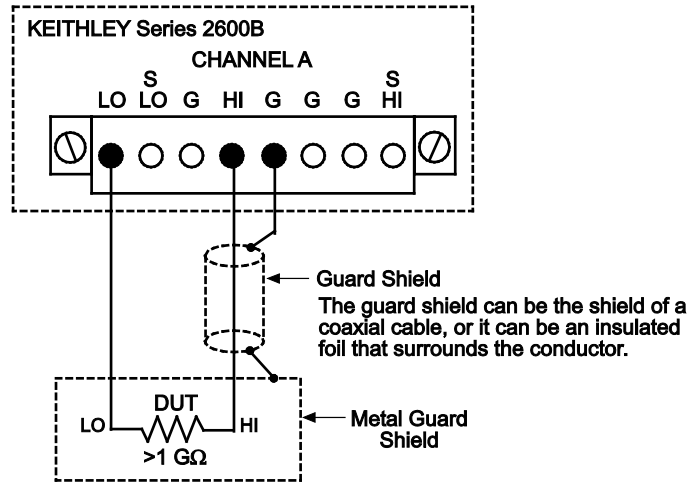 KEITHLEY Series 2600B
CHANNEL A
S S
LO LO G HI G G G HI
Guard Shield
The guard shield can be the shield of a
coaxial cable, or it can be an insulated
foil that surrounds the conductor.
DUT
LO HI
>1 GΩ
Metal Guard
Shield